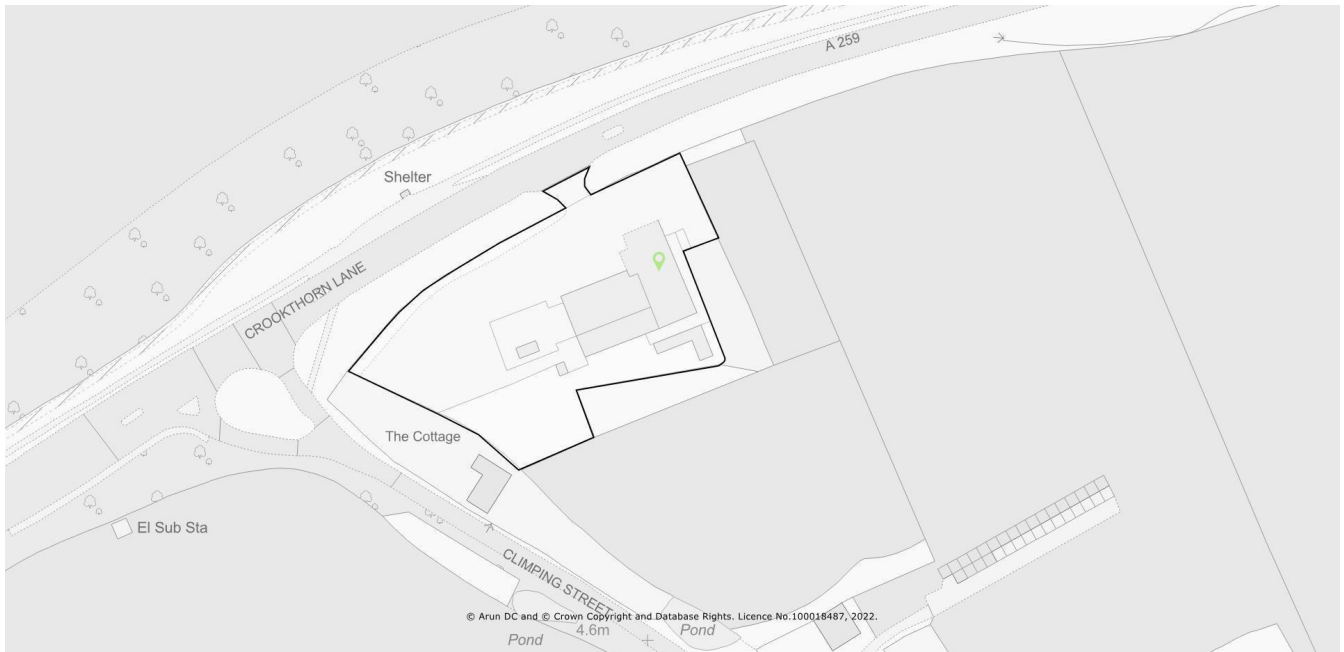 A 259
Shelter
CROOKTHORN LANE
The Cottage
El Sub Sta
CLIMPING STREET
© Arun DC and © Crown Copyright and Database Rights. Licence No.100018487, 2022.
4.6m
Pond
Pond